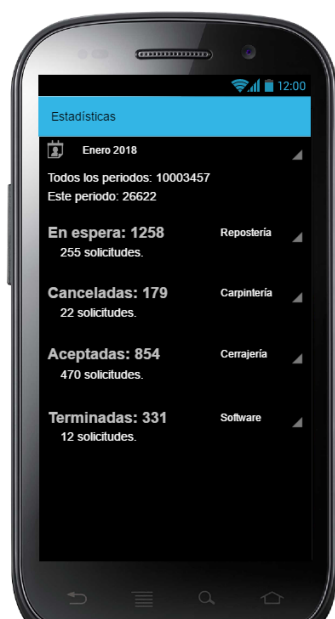 12:00
Estadísticas
Enero 2018
Todos los periodos: 10003457
Este periodo: 26622
En espera: 1258 Repostería
255 solicitudes.
Canceladas: 179 Carpintería
22 solicitudes.
Aceptadas: 854 Cerrajería
470 solicitudes.
Terminadas: 331 Software
12 solicitudes.